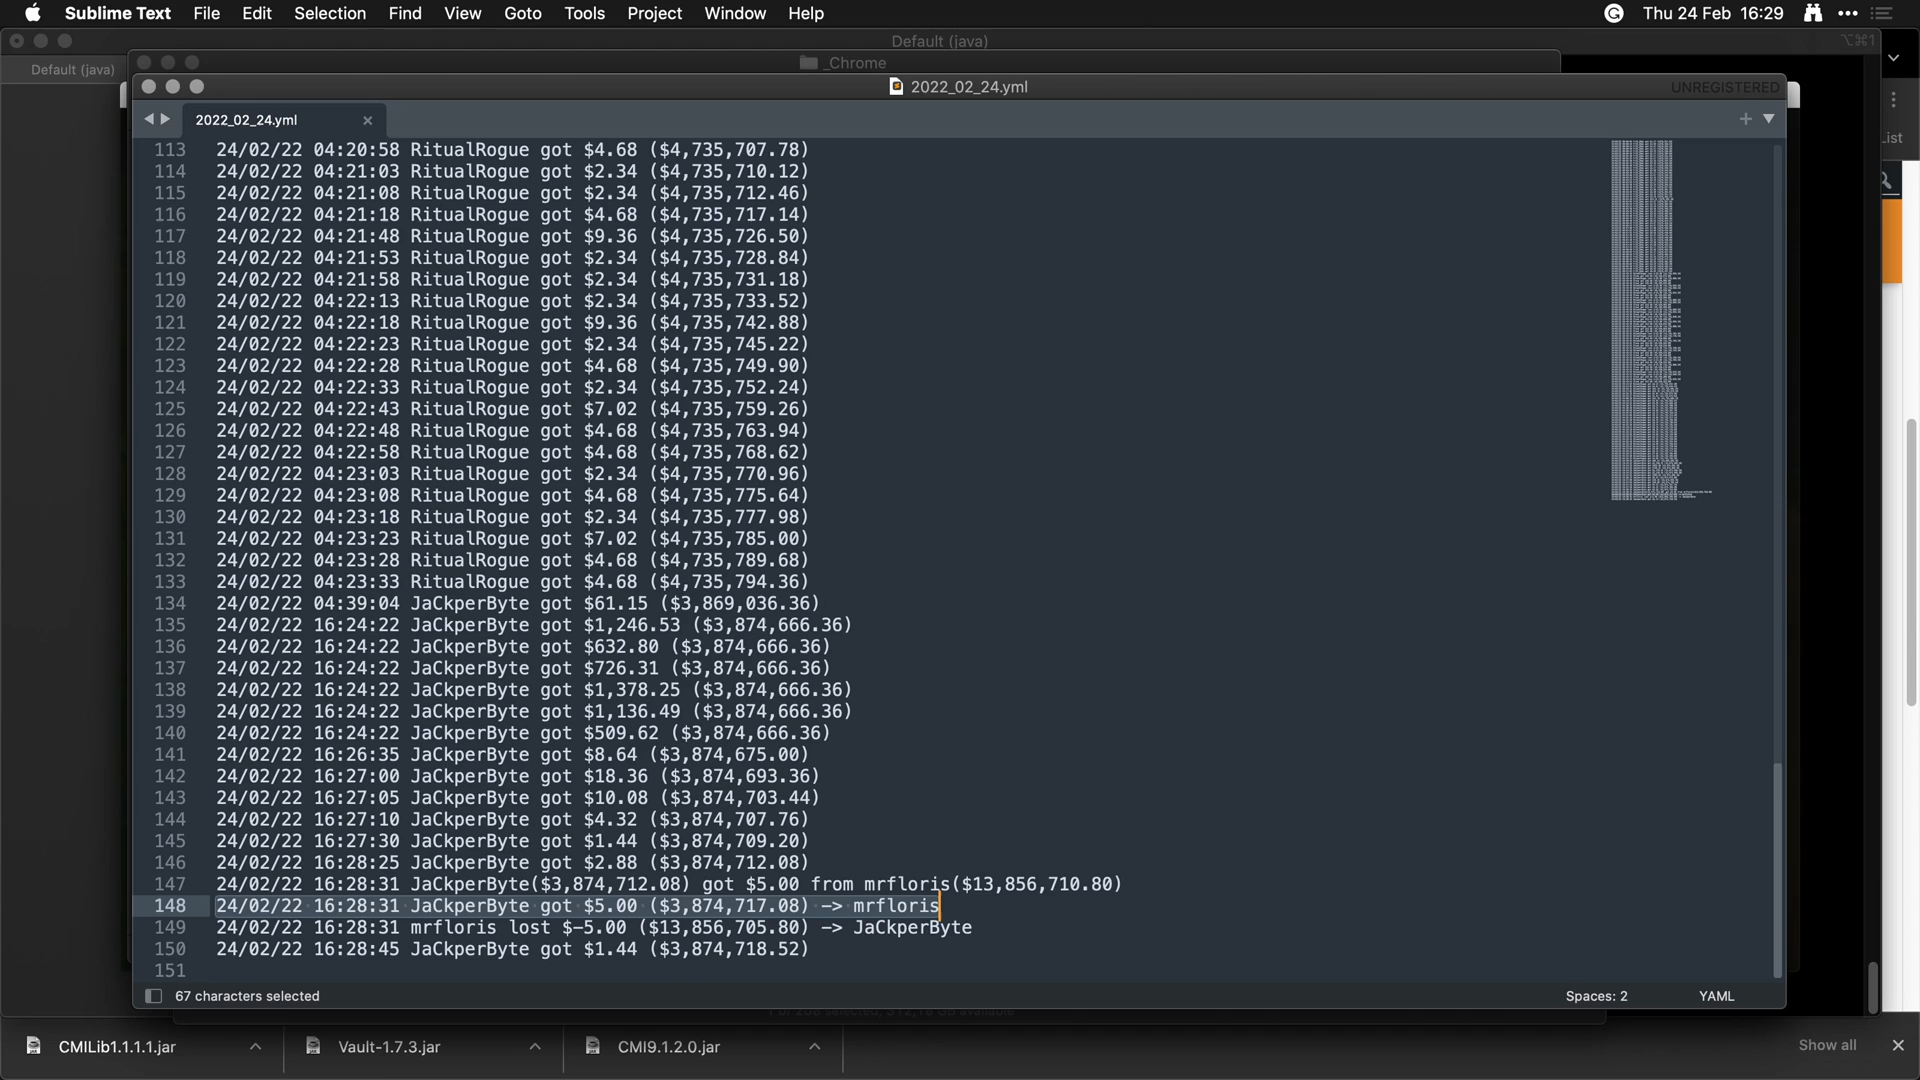 Sublime Text File Edit Selection Find View Goto Tools Project Window Help Thu 24 Feb 16:29
Default (java)
⌥⌘1
Default (java)
_Chrome
2022_02_24.yml
UNREGISTERED
2022_02_24.yml
113 24/02/22 04:20:58 RitualRogue got $4.68 ($4,735,707.78)
114 24/02/22 04:21:03 RitualRogue got $2.34 ($4,735,710.12)
115 24/02/22 04:21:08 RitualRogue got $2.34 ($4,735,712.46)
116 24/02/22 04:21:18 RitualRogue got $4.68 ($4,735,717.14)
117 24/02/22 04:21:48 RitualRogue got $9.36 ($4,735,726.50)
118 24/02/22 04:21:53 RitualRogue got $2.34 ($4,735,728.84)
119 24/02/22 04:21:58 RitualRogue got $2.34 ($4,735,731.18)
120 24/02/22 04:22:13 RitualRogue got $2.34 ($4,735,733.52)
121 24/02/22 04:22:18 RitualRogue got $9.36 ($4,735,742.88)
122 24/02/22 04:22:23 RitualRogue got $2.34 ($4,735,745.22)
123 24/02/22 04:22:28 RitualRogue got $4.68 ($4,735,749.90)
124 24/02/22 04:22:33 RitualRogue got $2.34 ($4,735,752.24)
125 24/02/22 04:22:43 RitualRogue got $7.02 ($4,735,759.26)
126 24/02/22 04:22:48 RitualRogue got $4.68 ($4,735,763.94)
127 24/02/22 04:22:58 RitualRogue got $4.68 ($4,735,768.62)
128 24/02/22 04:23:03 RitualRogue got $2.34 ($4,735,770.96)
129 24/02/22 04:23:08 RitualRogue got $4.68 ($4,735,775.64)
130 24/02/22 04:23:18 RitualRogue got $2.34 ($4,735,777.98)
131 24/02/22 04:23:23 RitualRogue got $7.02 ($4,735,785.00)
132 24/02/22 04:23:28 RitualRogue got $4.68 ($4,735,789.68)
133 24/02/22 04:23:33 RitualRogue got $4.68 ($4,735,794.36)
134 24/02/22 04:39:04 JaCkperByte got $61.15 ($3,869,036.36)
135 24/02/22 16:24:22 JaCkperByte got $1,246.53 ($3,874,666.36)
136 24/02/22 16:24:22 JaCkperByte got $632.80 ($3,874,666.36)
137 24/02/22 16:24:22 JaCkperByte got $726.31 ($3,874,666.36)
138 24/02/22 16:24:22 JaCkperByte got $1,378.25 ($3,874,666.36)
139 24/02/22 16:24:22 JaCkperByte got $1,136.49 ($3,874,666.36)
140 24/02/22 16:24:22 JaCkperByte got $509.62 ($3,874,666.36)
141 24/02/22 16:26:35 JaCkperByte got $8.64 ($3,874,675.00)
142 24/02/22 16:27:00 JaCkperByte got $18.36 ($3,874,693.36)
143 24/02/22 16:27:05 JaCkperByte got $10.08 ($3,874,703.44)
144 24/02/22 16:27:10 JaCkperByte got $4.32 ($3,874,707.76)
145 24/02/22 16:27:30 JaCkperByte got $1.44 ($3,874,709.20)
146 24/02/22 16:28:25 JaCkperByte got $2.88 ($3,874,712.08)
147 24/02/22 16:28:31 JaCkperByte($3,874,712.08) got $5.00 from mrfloris($13,856,710.80)
148 24/02/22 16:28:31 JaCkperByte got $5.00 ($3,874,717.08) -> mrfloris
149 24/02/22 16:28:31 mrfloris lost $-5.00 ($13,856,705.80) -> JaCkperByte
150 24/02/22 16:28:45 JaCkperByte got $1.44 ($3,874,718.52)
151
67 characters selected Spaces: 2 YAML
CMILib1.1.1.1.jar Vault-1.7.3.jar CMI9.1.2.0.jar Show all